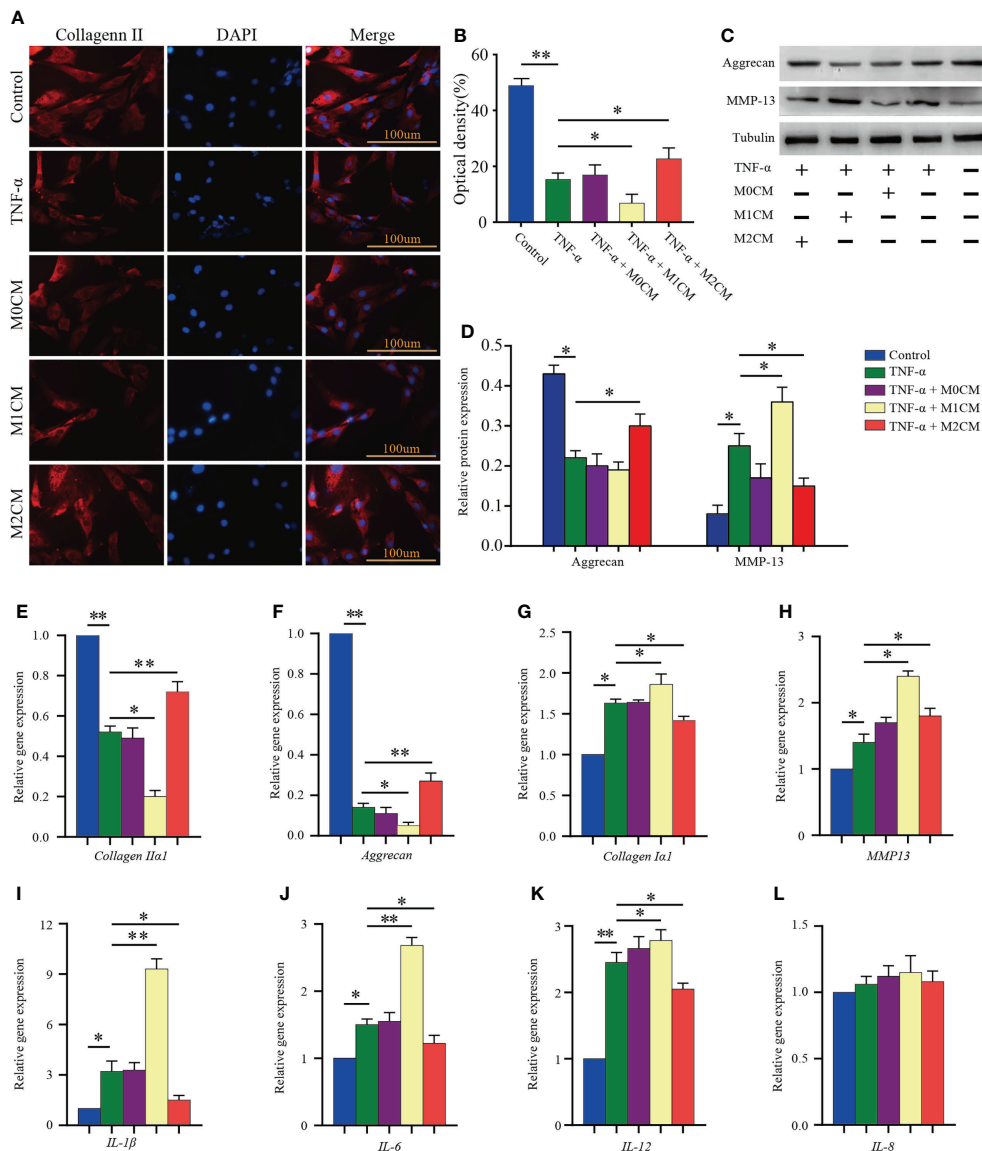 A
Collagenn II DAPI Merge
Control
100um
TNF-α
100um
M0CM
100um
M1CM
100um
M2CM
100um
B
Optical density(%)
60
40
20
0
** * *
Control
TNF-α
TNF-α + M0CM
TNF-α + M1CM
TNF-α + M2CM
C
Aggrecan
MMP-13
Tubulin
TNF-α + + + + −
M0CM − − + − −
M1CM − + − − −
M2CM + − − − −
D
Relative protein expression
0.5
0.4
0.3
0.2
0.1
0.0
* * * * *
Aggrecan MMP-13
Control
TNF-α
TNF-α + M0CM
TNF-α + M1CM
TNF-α + M2CM
E
Relative gene expression
1.0
0.8
0.6
0.4
0.2
0.0
** ** *
Collagen IIα1
F
Relative gene expression
1.0
0.8
0.6
0.4
0.2
0.0
** ** *
Aggrecan
G
Relative gene expression
2.5
2.0
1.5
1.0
0.5
0.0
* * *
Collagen Iα1
H
Relative gene expression
3
2
1
0
* * *
MMP13
I
Relative gene expression
12
9
6
3
0
* ** *
IL-1β
J
Relative gene expression
3
2
1
0
* ** *
IL-6
K
Relative gene expression
3
2
1
0
** * *
IL-12
L
Relative gene expression
1.5
1.0
0.5
0.0
IL-8